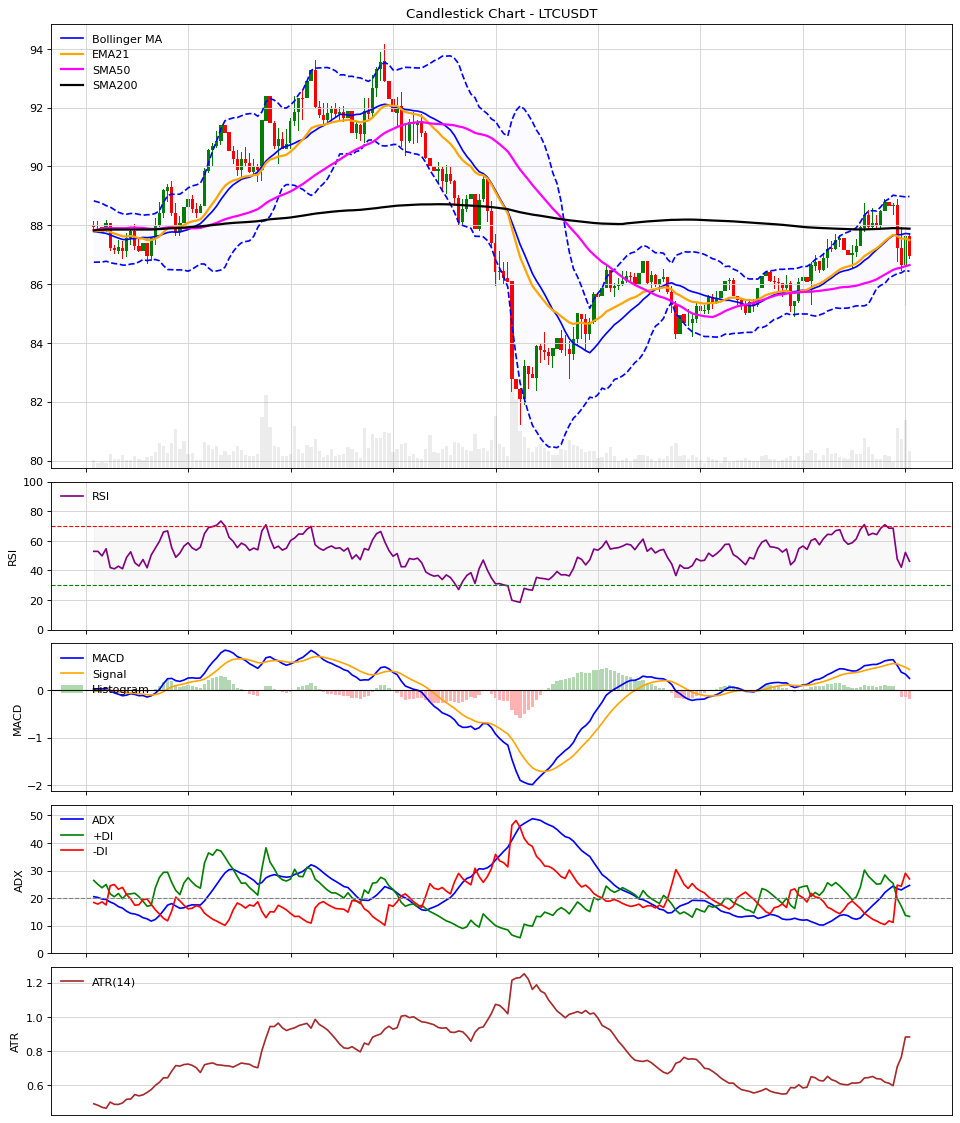 Candlestick Chart - LTCUSDT
Bollinger MA
EMA21
SMA50
SMA200
94
92
90
88
86
84
82
80
RSI
100
80
60
40
20
0
RSI
MACD
Signal
Histogram
0
−1
−2
MACD
ADX
+DI
-DI
50
40
30
20
10
0
ADX
ATR(14)
1.2
1.0
0.8
0.6
ATR